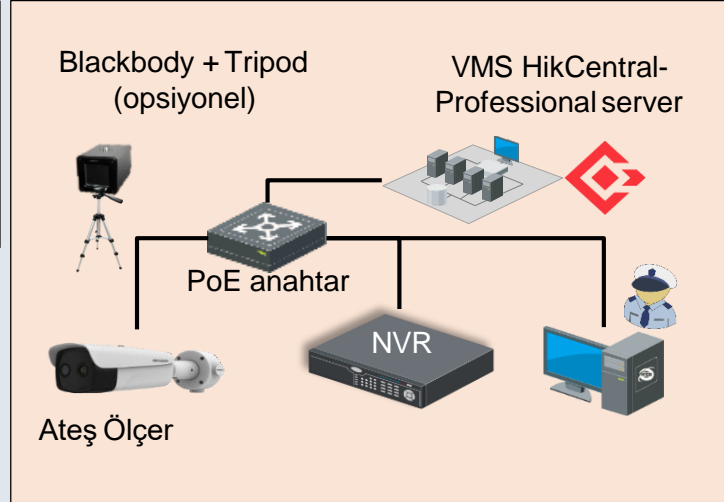 Blackbody + Tripod
(opsiyonel)
VMS HikCentral-
Professional server
PoE anahtar
NVR
Ateş Ölçer